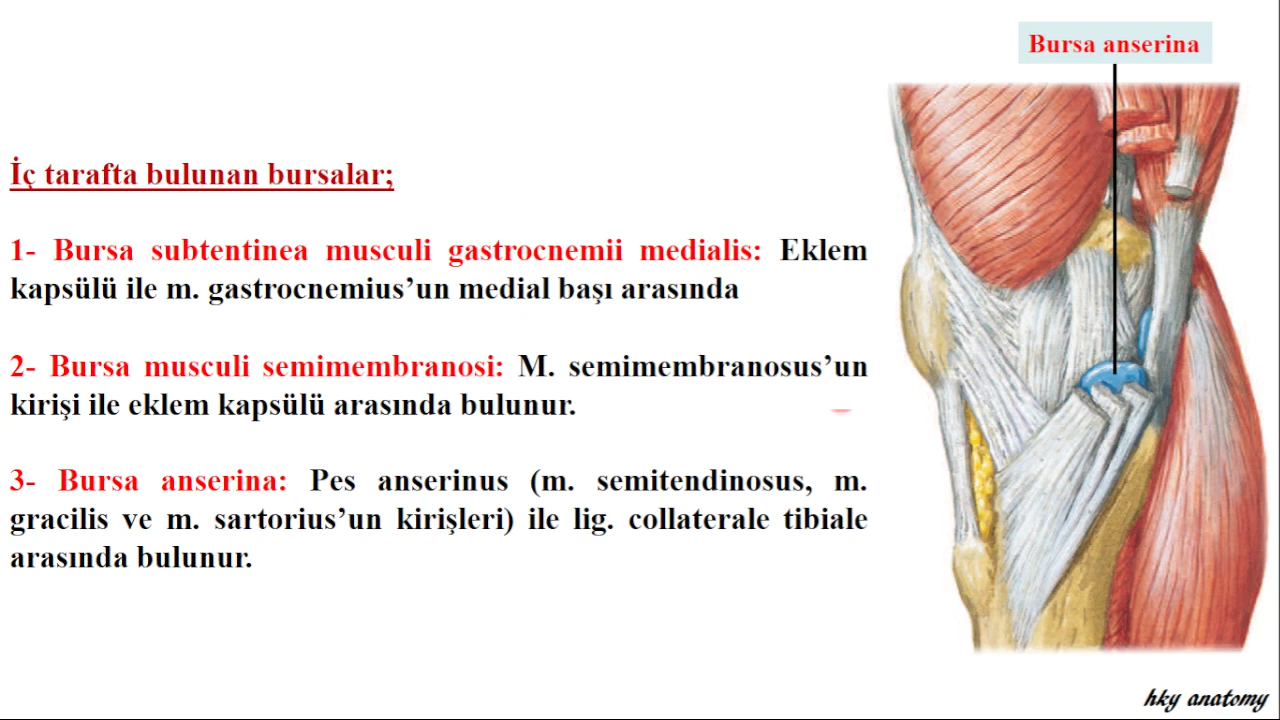 Bursa anserina
İç tarafta bulunan bursalar;
1- Bursa subtentinea musculi gastrocnemii medialis: Eklem
kapsülü ile m. gastrocnemius’un medial başı arasında
2- Bursa musculi semimembranosi: M. semimembranosus’un
kirişi ile eklem kapsülü arasında bulunur.
3- Bursa anserina: Pes anserinus (m. semitendinosus, m.
gracilis ve m. sartorius’un kirişleri) ile lig. collaterale tibiale
arasında bulunur.
hky anatomy